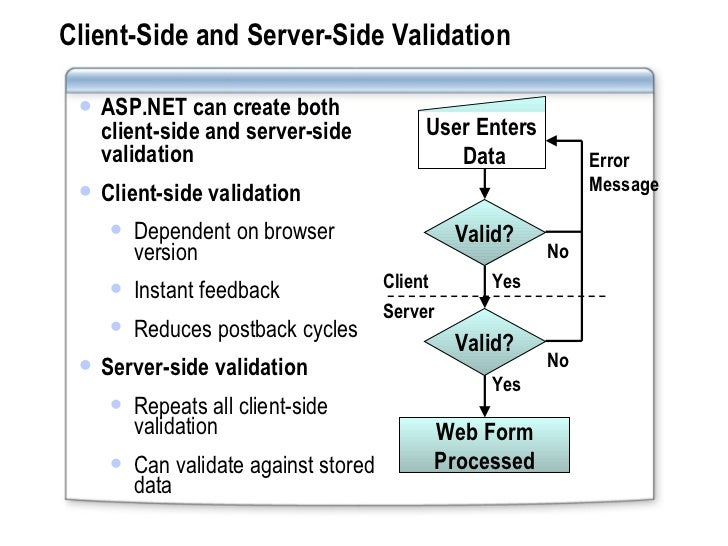 Client-Side and Server-Side Validation
ASP.NET can create both
client-side and server-side
validation
Client-side validation
Dependent on browser
version
Instant feedback
Reduces postback cycles
Server-side validation
Repeats all client-side
validation
Can validate against stored
data
User Enters
Data
Error
Message
Valid?
No
Client
Yes
Server
Valid?
No
Yes
Web Form
Processed